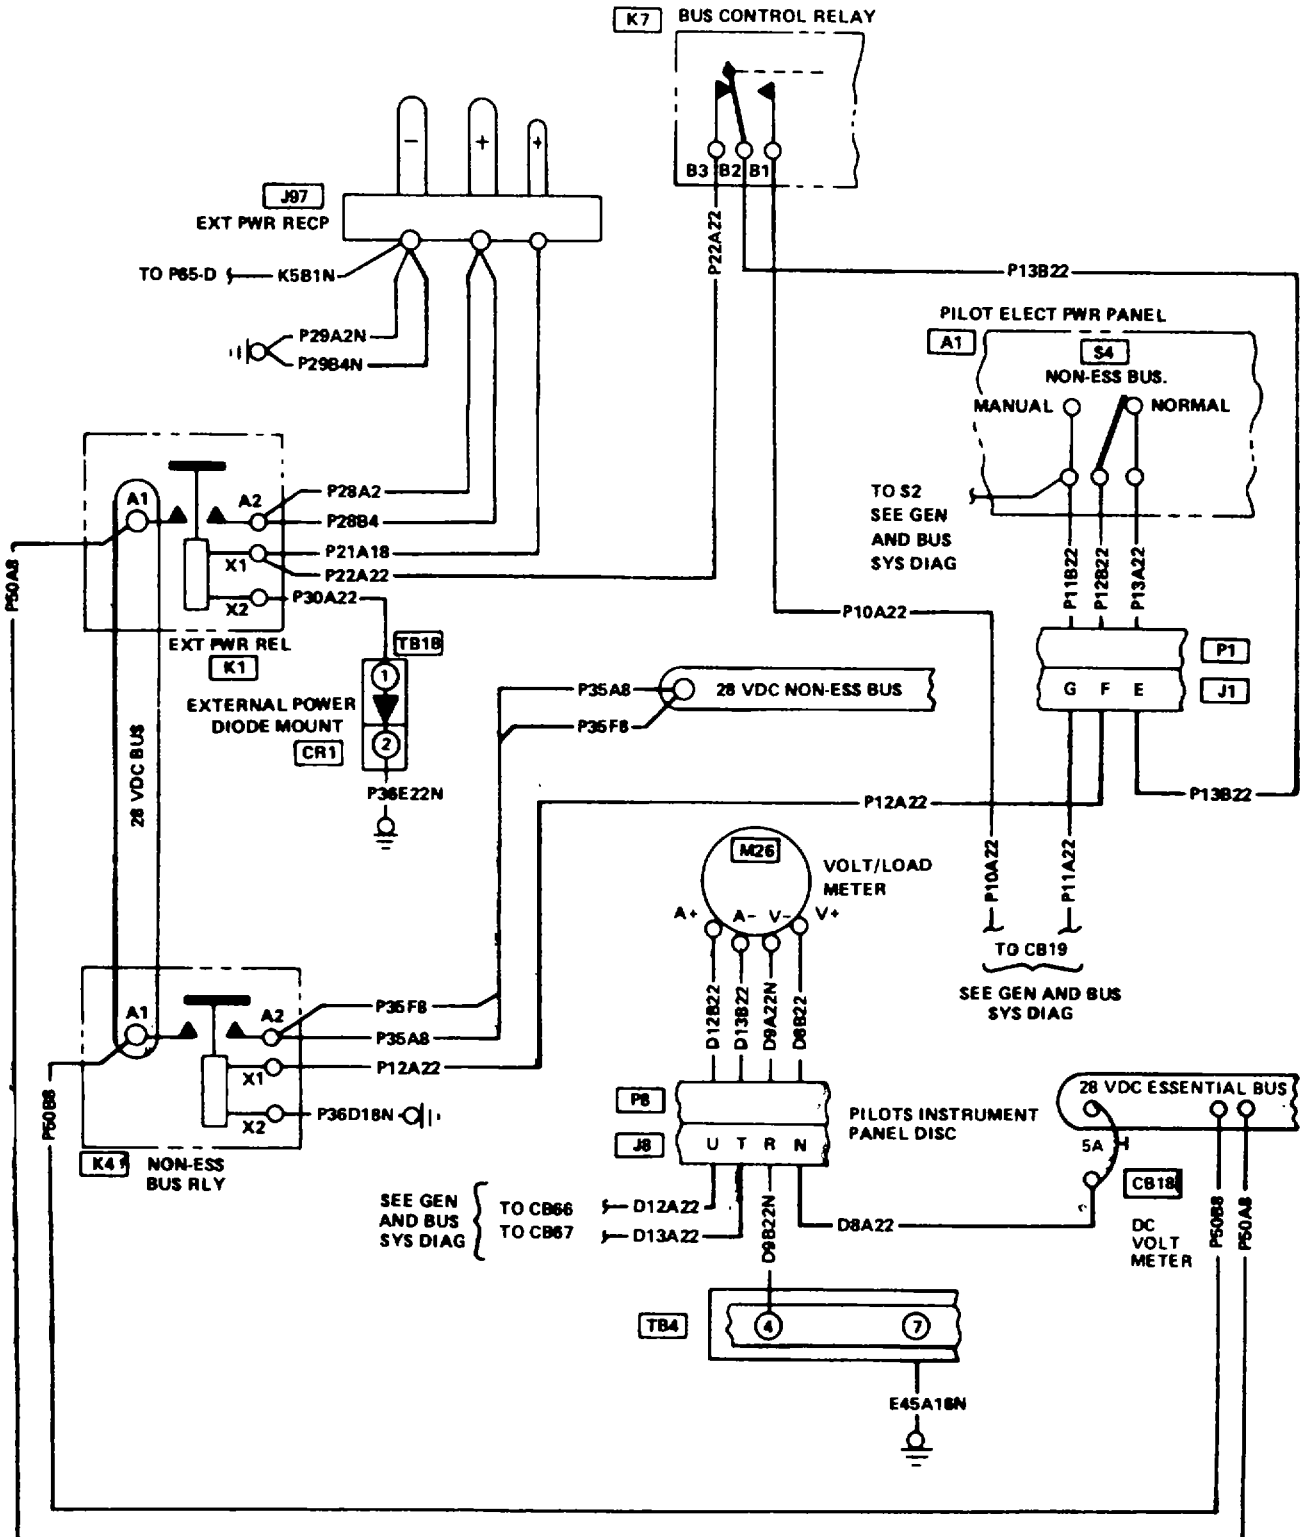 K7 BUS CONTROL RELAY
B3 B2 B1
− + +
J97
EXT PWR RECP
TO P65-D K5B1N
P29A2N
P29B4N
P22A22
P13B22
PILOT ELECT PWR PANEL
A1
S4
NON-ESS BUS.
MANUAL NORMAL
TO S2
SEE GEN
AND BUS
SYS DIAG
P11B22
P12B22
P13A22
P1
J1
G F E
P28A2
P28B4
P21A18
P22A22
P30A22
A1 A2
X1
X2
EXT PWR REL
K1
P50A8
28 VDC BUS
TB18
1
2
EXTERNAL POWER
DIODE MOUNT
CR1
P36E22N
P10A22
P35A8 28 VDC NON-ESS BUS
P35F8
P12A22
P13B22
P10A22
P11A22
TO CB19
SEE GEN AND BUS
SYS DIAG
M26
VOLT/LOAD
METER
A+ A− V− V+
D12B22
D13B22
D9A22N
D8B22
A1 A2
X1
X2
P35F8
P35A8
P12A22
P36D18N
K4
NON-ESS
BUS RLY
P50B8
P8
J8
U T R N
PILOTS INSTRUMENT
PANEL DISC
28 VDC ESSENTIAL BUS
5A
CB18
DC
VOLT
METER
P50B8
P50A8
SEE GEN
AND BUS
SYS DIAG
TO CB66 D12A22
TO CB67 D13A22
D9B22N
D8A22
TB4
4 7
E45A18N